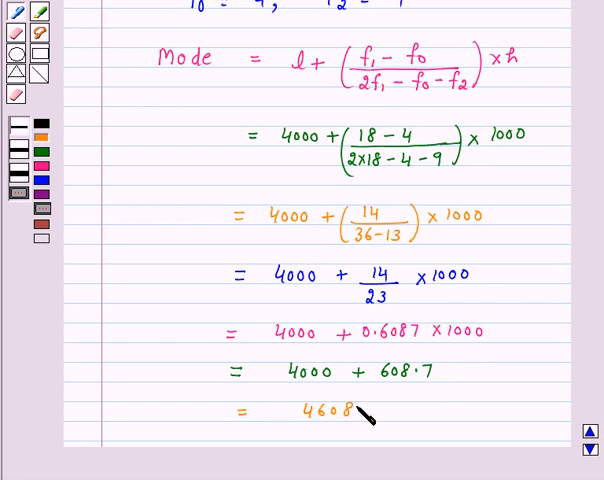 Mode = l + ( f₁ - f₀ / 2f₁ - f₀ - f₂ ) × h
= 4000 + ( 18 - 4 / 2×18 - 4 - 9 ) × 1000
= 4000 + ( 14 / 36-13 ) × 1000
= 4000 + 14 / 23 × 1000
= 4000 + 0.6087 × 1000
= 4000 + 608.7
= 4608